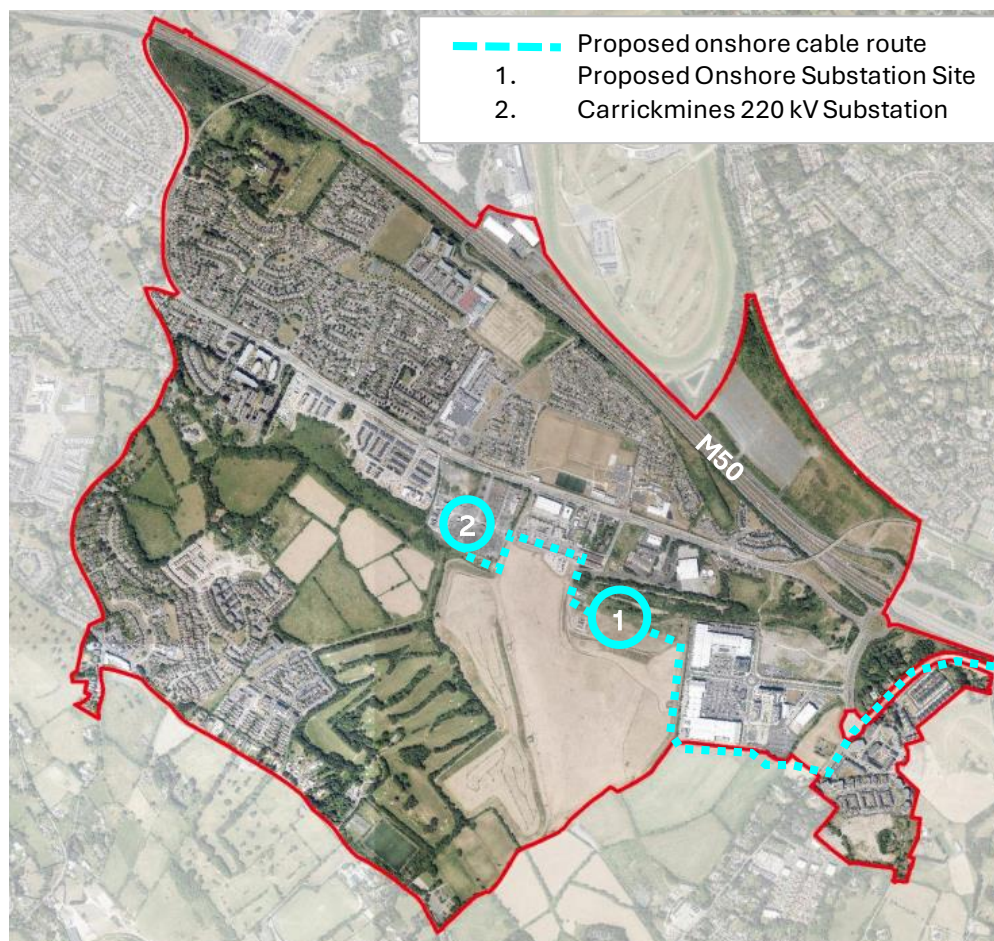 Proposed onshore cable route
1. Proposed Onshore Substation Site
2. Carrickmines 220 kV Substation
M50
2
1